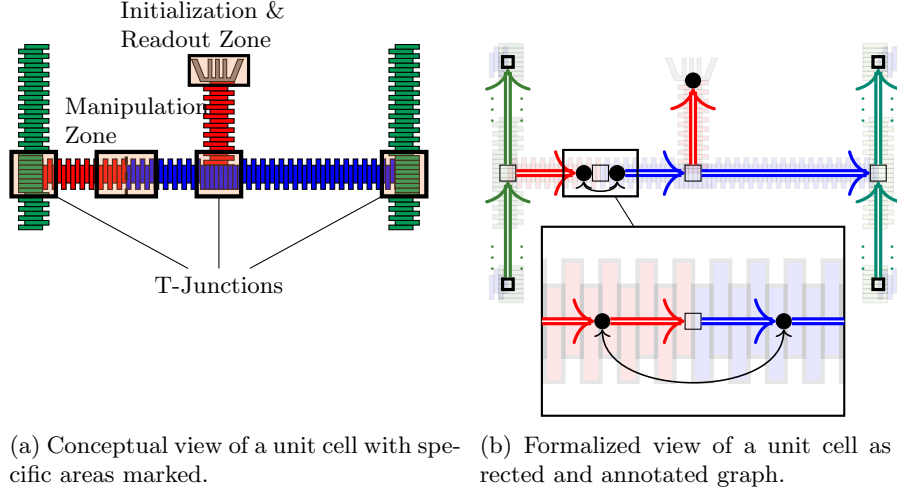 Initialization &
Readout Zone
Manipulation
Zone
T-Junctions
(a) Conceptual view of a unit cell with spe-
cific areas marked.
(b) Formalized view of a unit cell as
rected and annotated graph.